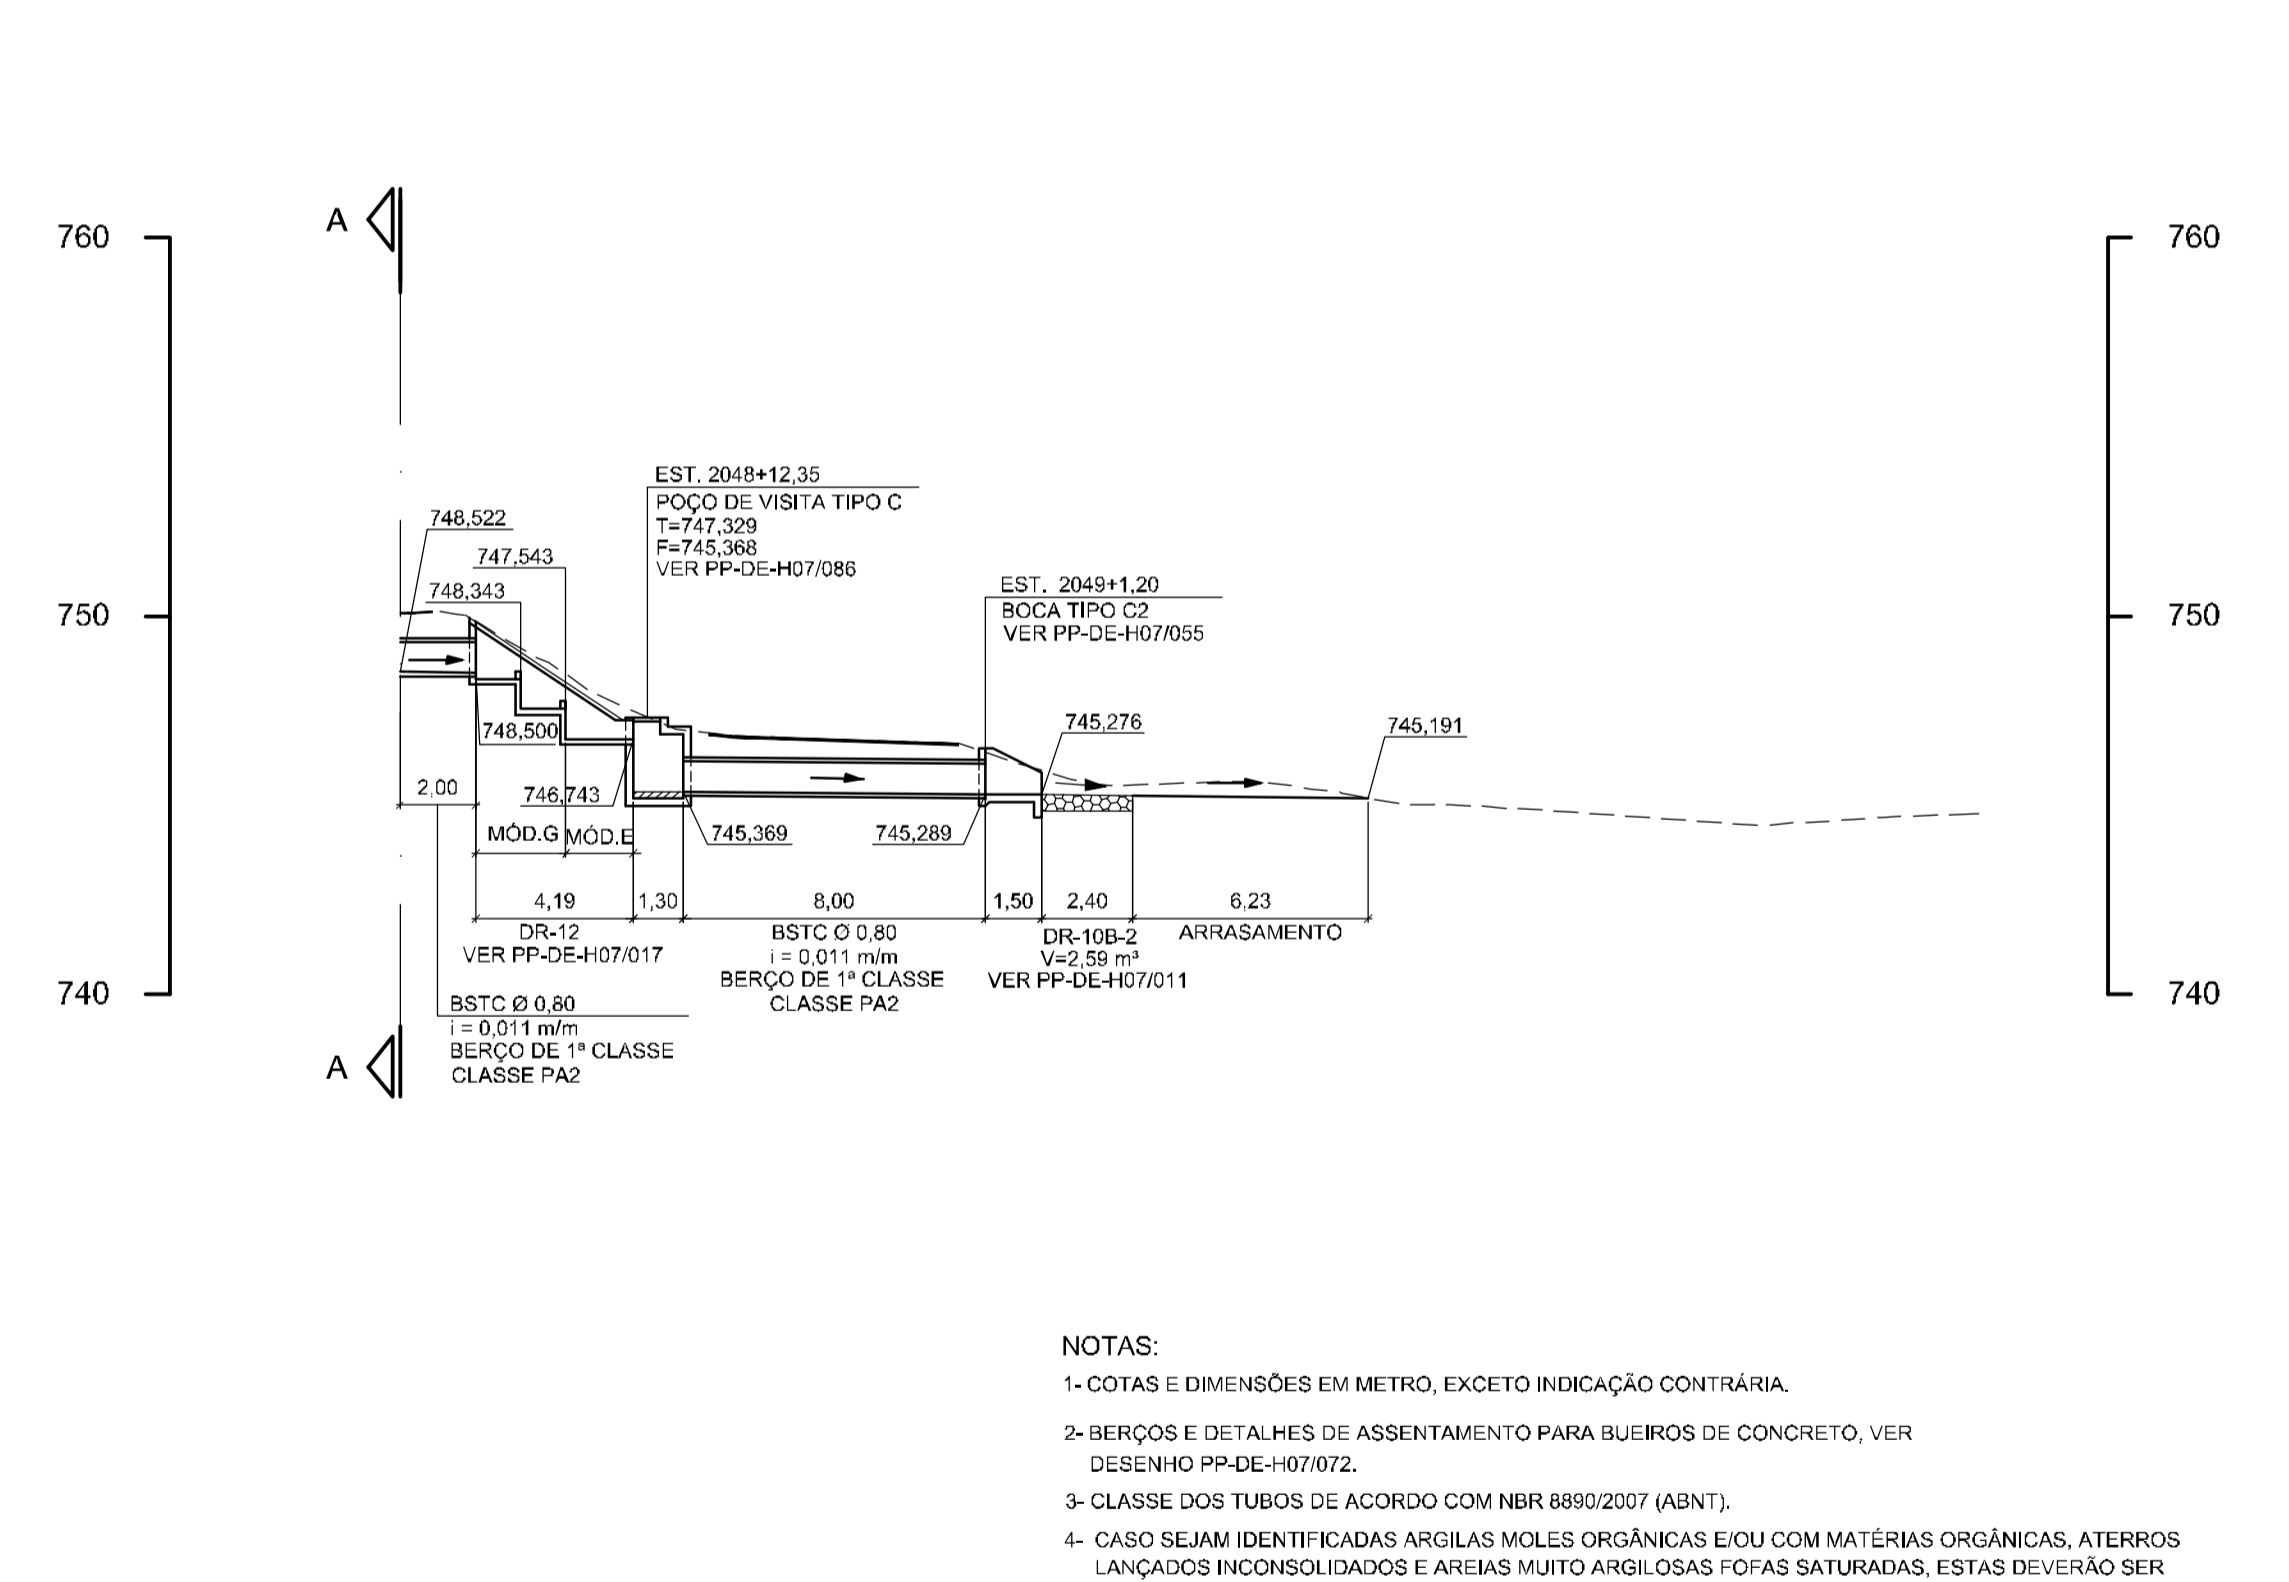 A
760
760
EST. 2048+12,35
POÇO DE VISITA TIPO C
T=747,329
F=745,368
VER PP-DE-H07/086
748,522
747,543
748,343
EST. 2049+1,20
BOCA TIPO C2
VER PP-DE-H07/055
750
750
745,276
745,191
748,500
2,00
746,743
MÓD.G
MÓD.E
745,369
745,289
4,19
1,30
8,00
1,50
2,40
6,23
DR-12
VER PP-DE-H07/017
BSTC Ø 0,80
i = 0,011 m/m
BERÇO DE 1ª CLASSE
CLASSE PA2
DR-10B-2
V=2,59 m³
VER PP-DE-H07/011
ARRASAMENTO
740
740
BSTC Ø 0,80
i = 0,011 m/m
BERÇO DE 1ª CLASSE
CLASSE PA2
A
NOTAS:
1- COTAS E DIMENSÕES EM METRO, EXCETO INDICAÇÃO CONTRÁRIA.
2- BERÇOS E DETALHES DE ASSENTAMENTO PARA BUEIROS DE CONCRETO, VER
DESENHO PP-DE-H07/072.
3- CLASSE DOS TUBOS DE ACORDO COM NBR 8890/2007 (ABNT).
4- CASO SEJAM IDENTIFICADAS ARGILAS MOLES ORGÂNICAS E/OU COM MATÉRIAS ORGÂNICAS, ATERROS
LANÇADOS INCONSOLIDADOS E AREIAS MUITO ARGILOSAS FOFAS SATURADAS, ESTAS DEVERÃO SER